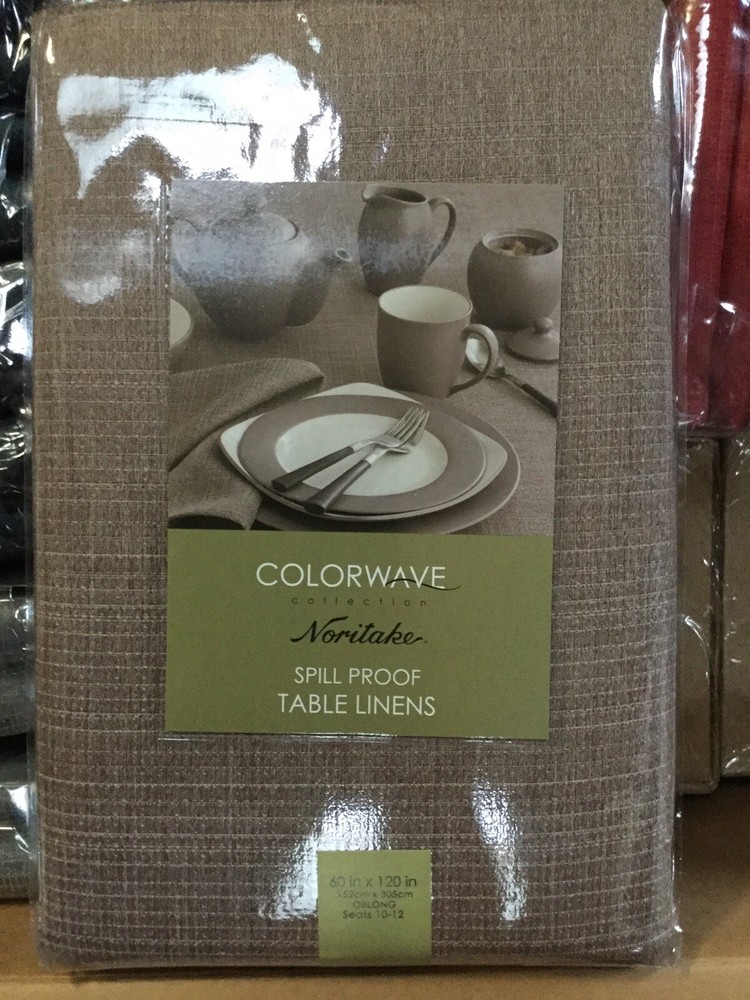 COLORWAVE
collection
Noritake
SPILL PROOF
TABLE LINENS
60 in x 120 in
152cm x 305cm
OBLONG
Seats 10-12